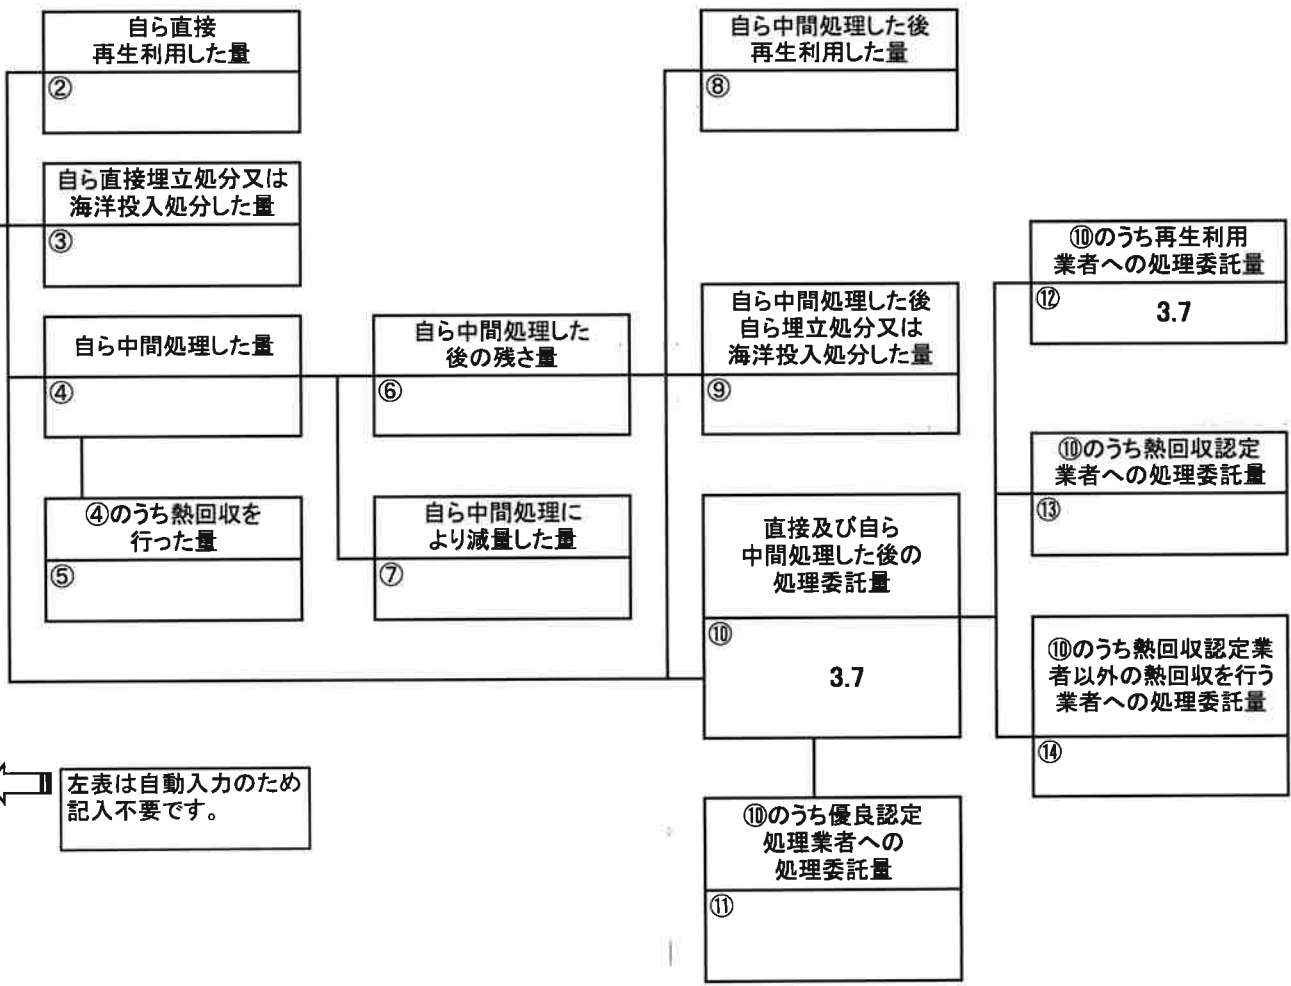 自ら直接
再生利用した量
②
自ら直接埋立処分又は
海洋投入処分した量
③
自ら中間処理した量
④
④のうち熱回収を
行った量
⑤
自ら中間処理した
後の残さ量
⑥
自ら中間処理に
より減量した量
⑦
自ら中間処理した後
再生利用した量
⑧
自ら中間処理した後
自ら埋立処分又は
海洋投入処分した量
⑨
直接及び自ら
中間処理した後の
処理委託量
⑩
3.7
⑩のうち優良認定
処理業者への
処理委託量
⑪
⑩のうち再生利用
業者への処理委託量
⑫
3.7
⑩のうち熱回収認定
業者への処理委託量
⑬
⑩のうち熱回収認定業
者以外の熱回収を行う
業者への処理委託量
⑭
左表は自動入力のため
記入不要です。